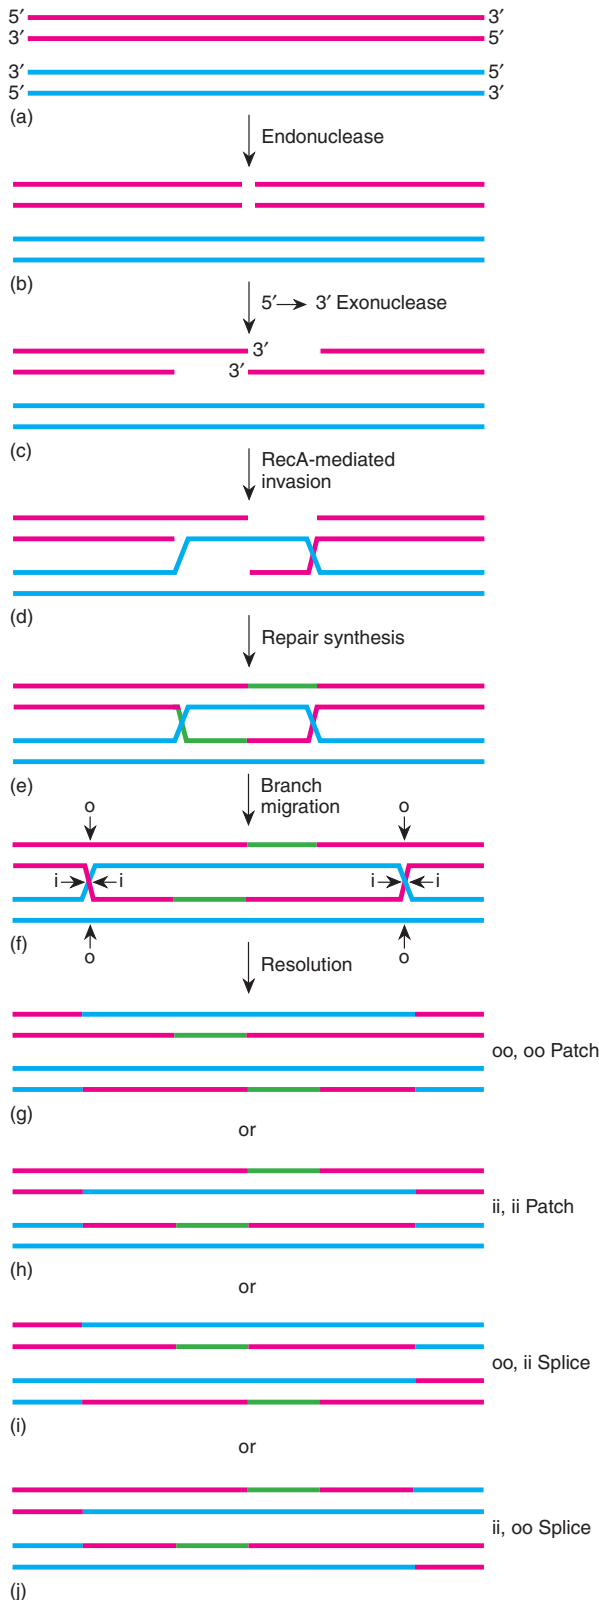 5′ 3′
3′ 5′
3′ 5′
5′ 3′
(a)
Endonuclease
(b)
5′ 3′ Exonuclease
3′
3′
(c)
RecA-mediated
invasion
(d)
Repair synthesis
(e)
Branch
migration
o o
i i i i
(f)
o o
Resolution
oo, oo Patch
(g)
or
ii, ii Patch
(h)
or
oo, ii Splice
(i)
or
ii, oo Splice
(j)